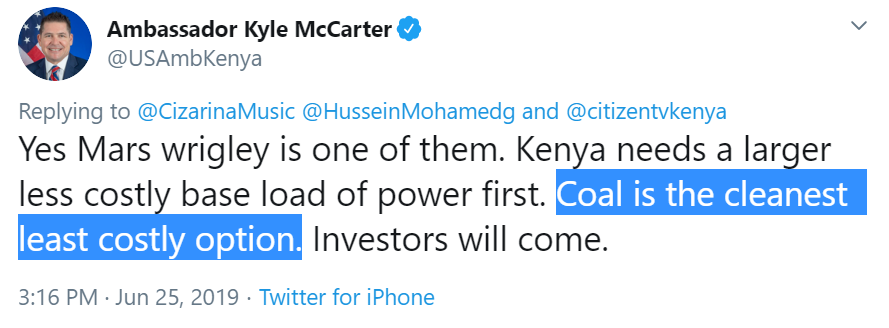 Ambassador Kyle McCarter
@USAmbKenya
Replying to @CizarinaMusic @HusseinMohamedg and @citizentvkenya
Yes Mars wrigley is one of them. Kenya needs a larger
less costly base load of power first. Coal is the cleanest
least costly option. Investors will come.
3:16 PM · Jun 25, 2019 · Twitter for iPhone